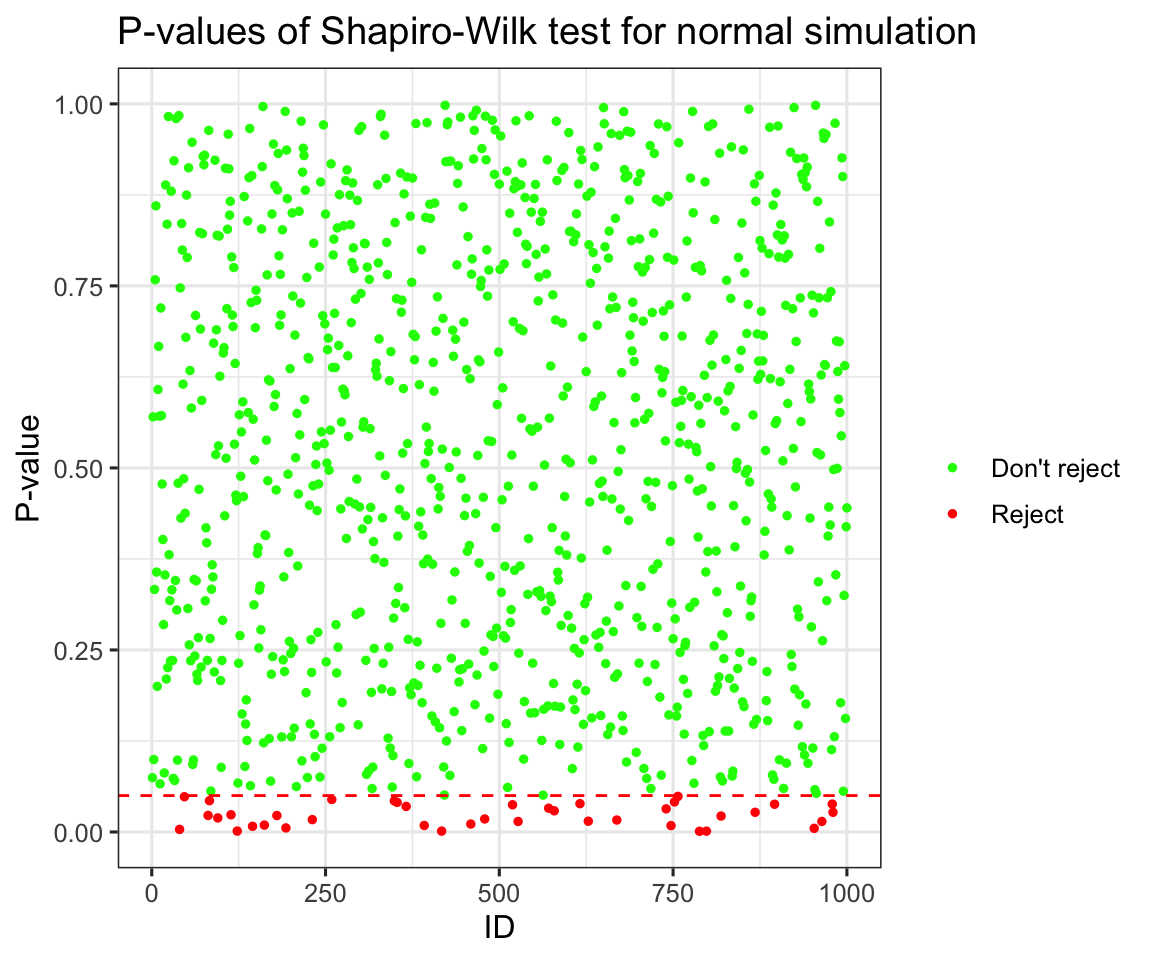 P-values of Shapiro-Wilk test for normal simulation
1.00
0.75
0.50
0.25
0.00
P-value
0 250 500 750 1000
ID
Don't reject
Reject